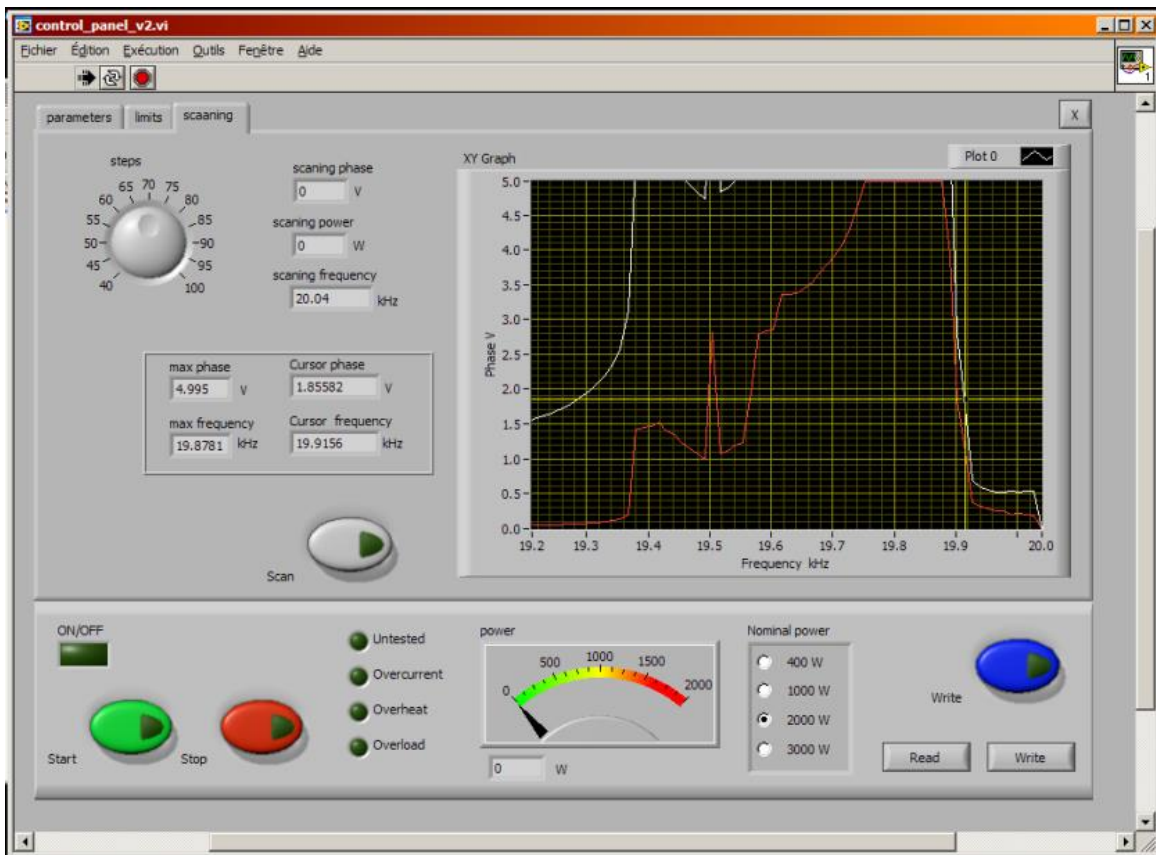 control_panel_v2.vi
Fichier Édition Exécution Outils Fenêtre Aide
1
parameters limits scaaning X
steps
40 45 50 55 60 65 70 75 80 85 90 95 100
scaning phase
0 V
scaning power
0 W
scaning frequency
20.04 kHz
max phase Cursor phase
4.995 V 1.85582 V
max frequency Cursor frequency
19.8781 kHz 19.9156 kHz
Scan
XY Graph Plot 0
Phase V
5.0
4.5
4.0
3.5
3.0
2.5
2.0
1.5
1.0
0.5
0.0
19.2 19.3 19.4 19.5 19.6 19.7 19.8 19.9 20.0
Frequency kHz
ON/OFF
Start Stop
Untested
Overcurrent
Overheat
Overload
power
0 500 1000 1500 2000
0 W
Nominal power
400 W
1000 W
2000 W
3000 W
Write
Read Write